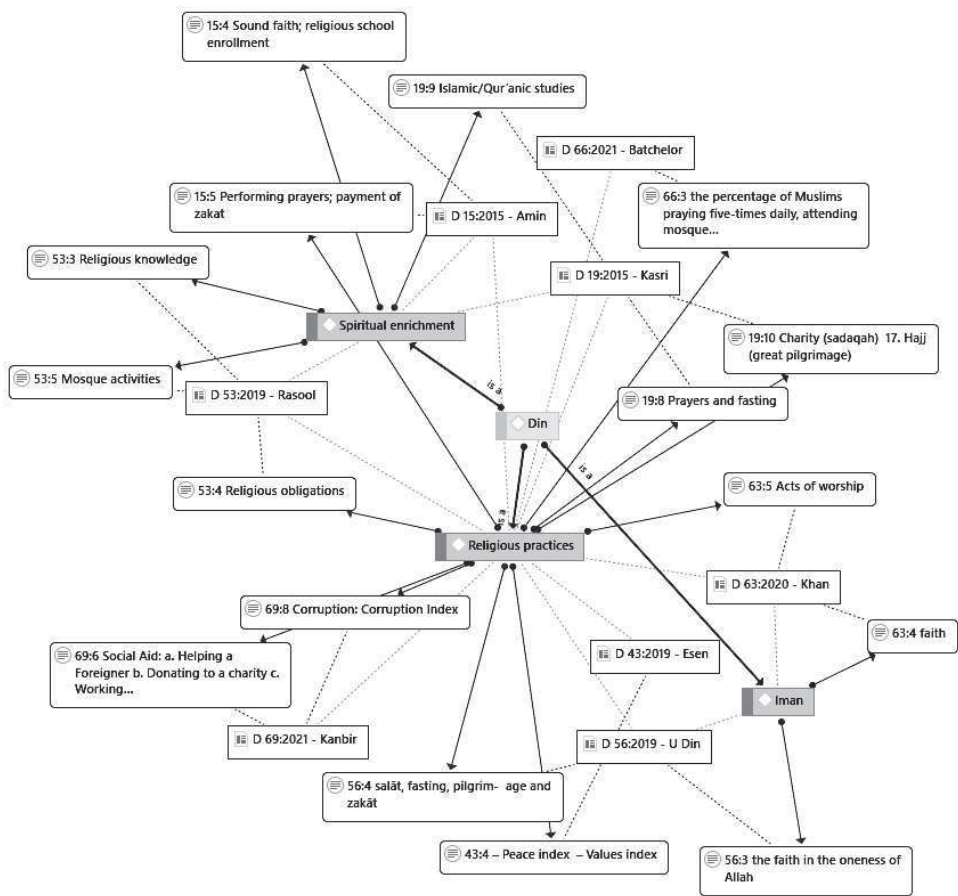 15:4 Sound faith; religious school
enrollment
19:9 Islamic/Qur´anic studies
D 66:2021 - Batchelor
15:5 Performing prayers; payment of
zakat
66:3 the percentage of Muslims
praying five-times daily, attending
mosque...
D 15:2015 - Amin
53:3 Religious knowledge
D 19:2015 - Kasri
Spiritual enrichment
19:10 Charity (sadaqah) 17. Hajj
(great pilgrimage)
53:5 Mosque activities
D 53:2019 - Rasool
is a
19:8 Prayers and fasting
Din
is a
53:4 Religious obligations
63:5 Acts of worship
is a
Religious practices
D 63:2020 - Khan
69:8 Corruption: Corruption Index
63:4 faith
69:6 Social Aid: a. Helping a
Foreigner b. Donating to a charity c.
Working...
D 43:2019 - Esen
Iman
D 69:2021 - Kanbir
D 56:2019 - U Din
56:4 salāt, fasting, pilgrim- age and
zakāt
43:4 – Peace index – Values index
56:3 the faith in the oneness of
Allah